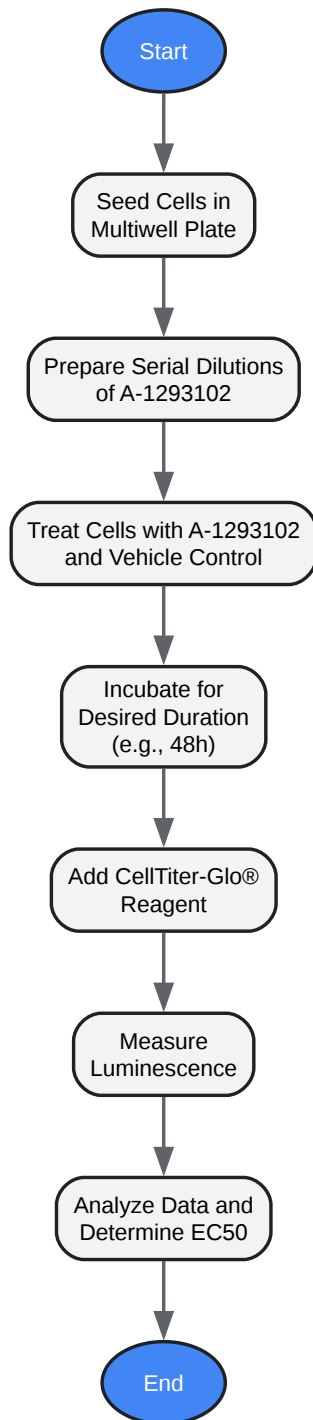 Start
Seed Cells in
Multiwell Plate
Prepare Serial Dilutions
of A-1293102
Treat Cells with A-1293102
and Vehicle Control
Incubate for
Desired Duration
(e.g., 48h)
Add CellTiter-Glo®
Reagent
Measure
Luminescence
Analyze Data and
Determine EC50
End